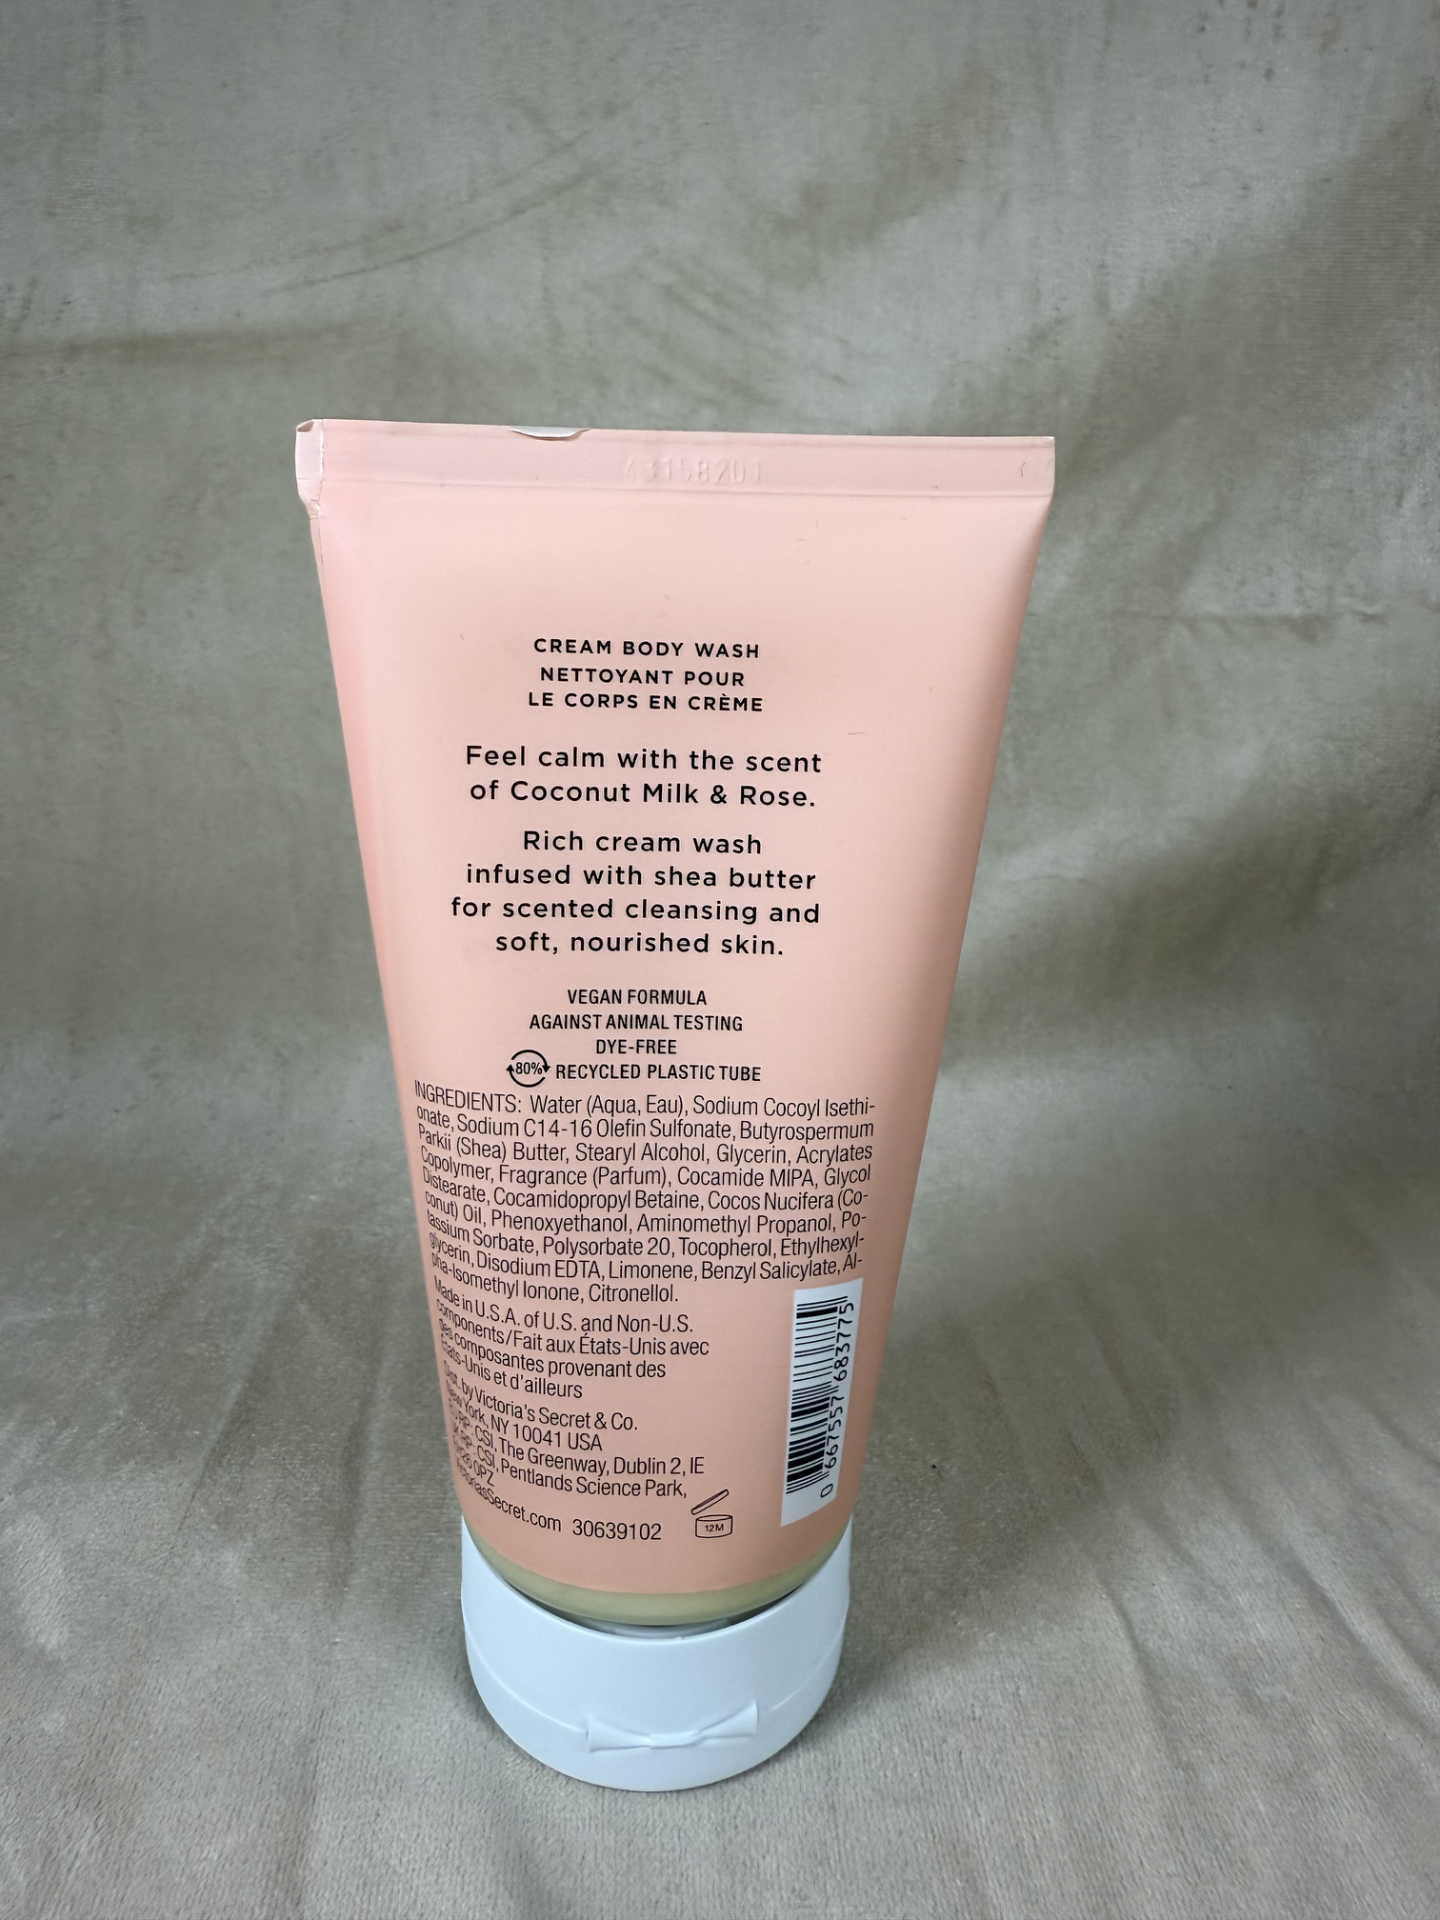 43158201
CREAM BODY WASH
NETTOYANT POUR
LE CORPS EN CRÈME
Feel calm with the scent
of Coconut Milk & Rose.
Rich cream wash
infused with shea butter
for scented cleansing and
soft, nourished skin.
VEGAN FORMULA
AGAINST ANIMAL TESTING
DYE-FREE
80% RECYCLED PLASTIC TUBE
INGREDIENTS: Water (Aqua, Eau), Sodium Cocoyl Isethi-
onate, Sodium C14-16 Olefin Sulfonate, Butyrospermum
Parkii (Shea) Butter, Stearyl Alcohol, Glycerin, Acrylates
Copolymer, Fragrance (Parfum), Cocamide MIPA, Glycol
Distearate, Cocamidopropyl Betaine, Cocos Nucifera (Co-
conut) Oil, Phenoxyethanol, Aminomethyl Propanol, Po-
tassium Sorbate, Polysorbate 20, Tocopherol, Ethylhexyl-
glycerin, Disodium EDTA, Limonene, Benzyl Salicylate, Al-
pha-Isomethyl Ionone, Citronellol.
Made in U.S.A. of U.S. and Non-U.S.
components/Fait aux États-Unis avec
des composantes provenant des
États-Unis et d'ailleurs
Dist. by Victoria's Secret & Co.
New York, NY 10041 USA
RP: CSI, The Greenway, Dublin 2, IE
RP: CSI, Pentlands Science Park,
0PZ
VictoriasSecret.com 30639102
12M
0 667557 683775